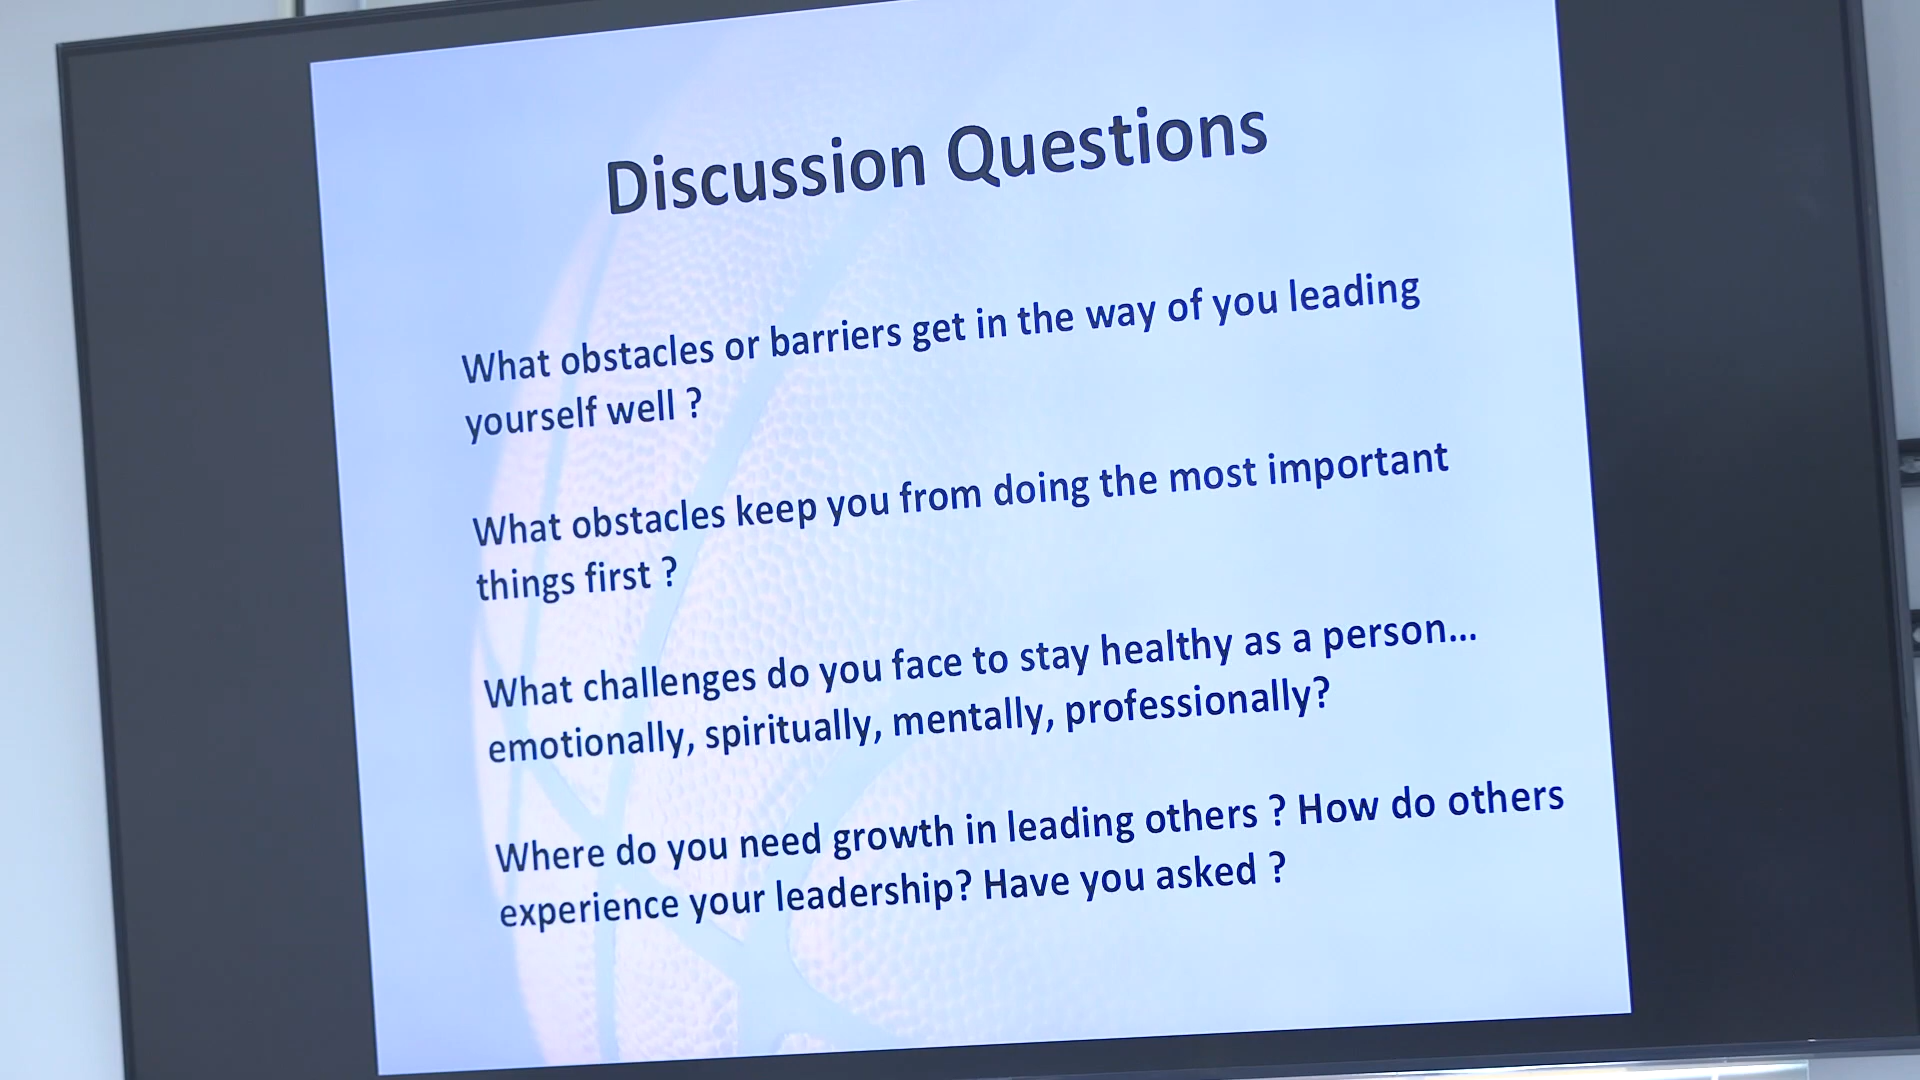 Discussion Questions
What obstacles or barriers get in the way of you leading
yourself well ?
What obstacles keep you from doing the most important
things first ?
What challenges do you face to stay healthy as a person...
emotionally, spiritually, mentally, professionally?
Where do you need growth in leading others ? How do others
experience your leadership? Have you asked ?